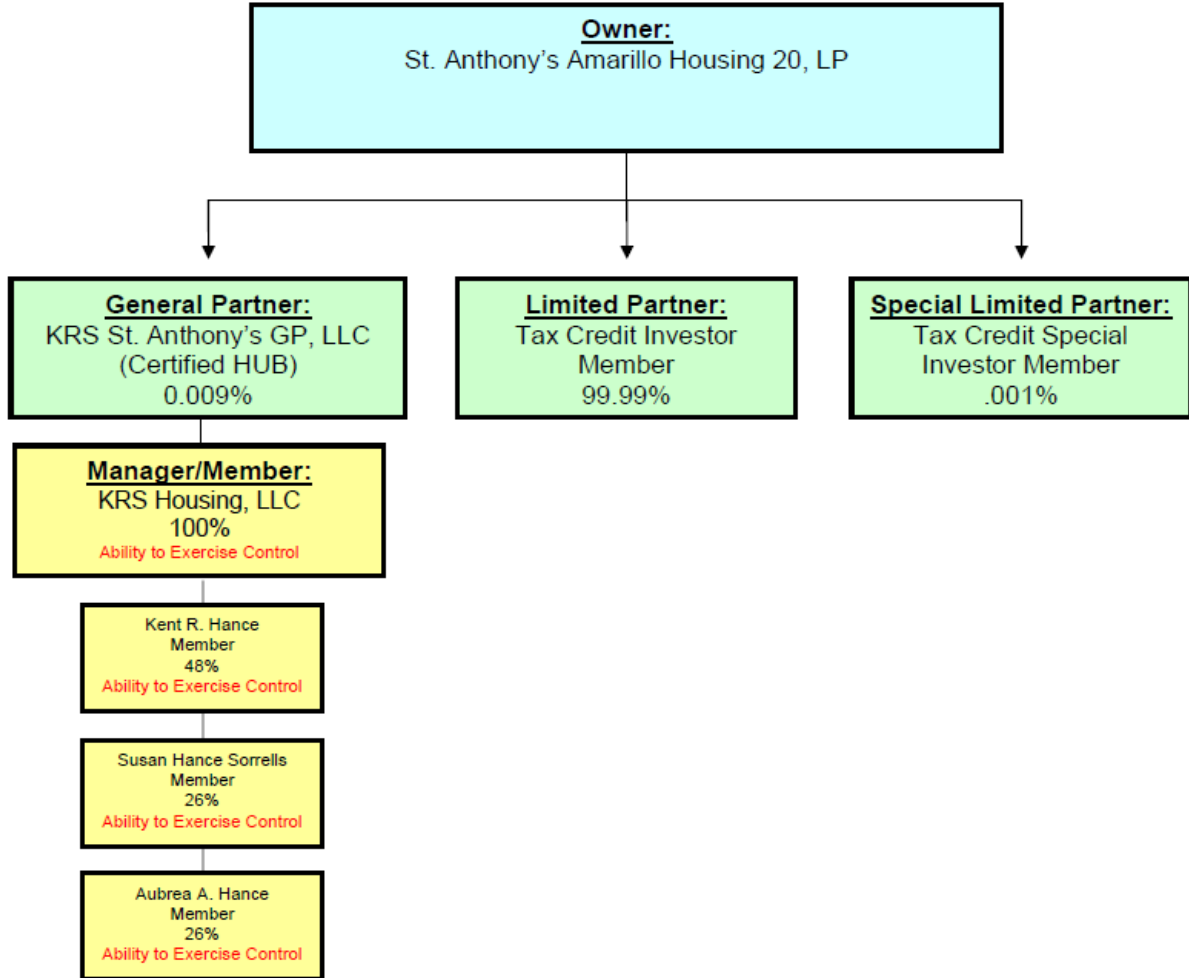 Owner:
St. Anthony’s Amarillo Housing 20, LP
General Partner:
KRS St. Anthony’s GP, LLC
(Certified HUB)
0.009%
Limited Partner:
Tax Credit Investor
Member
99.99%
Special Limited Partner:
Tax Credit Special
Investor Member
.001%
Manager/Member:
KRS Housing, LLC
100%
Ability to Exercise Control
Kent R. Hance
Member
48%
Ability to Exercise Control
Susan Hance Sorrells
Member
26%
Ability to Exercise Control
Aubrea A. Hance
Member
26%
Ability to Exercise Control